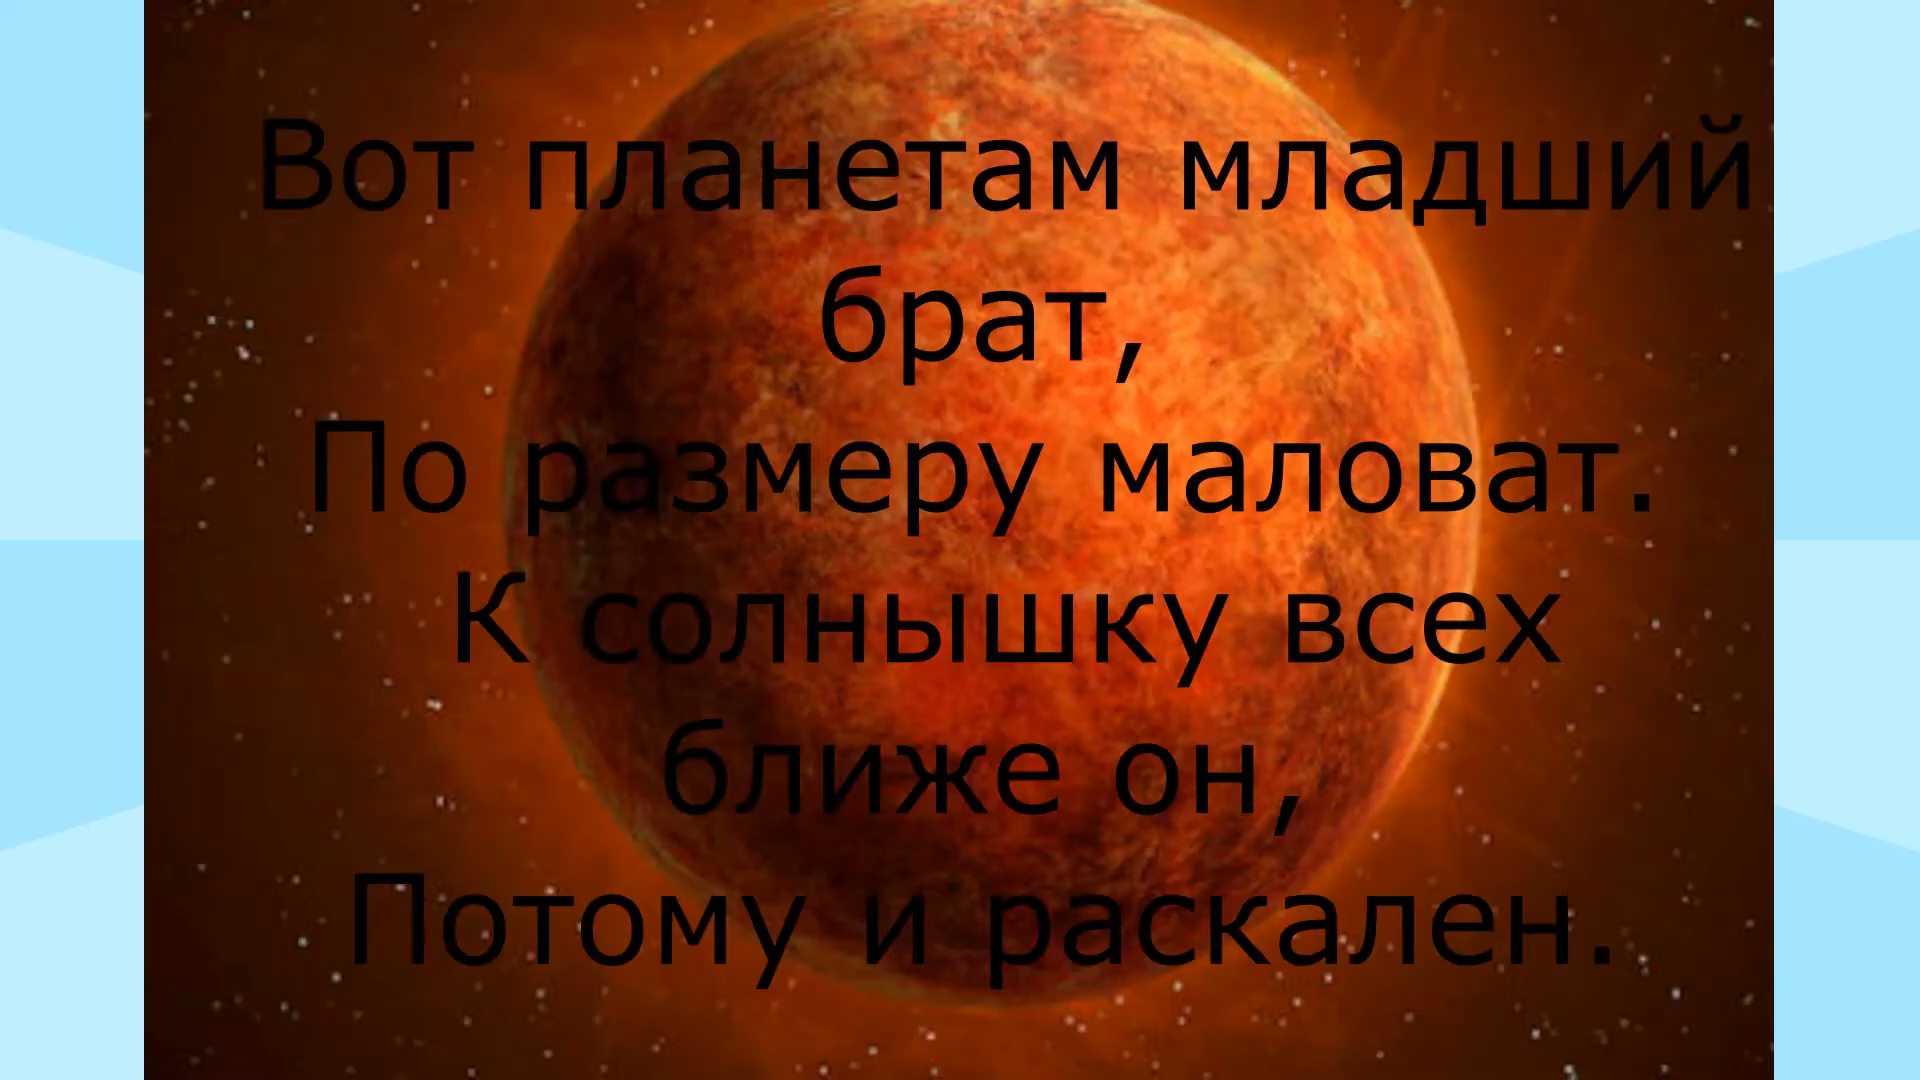 Вот планетам младший
брат,
По размеру маловат.
К солнышку всех
ближе он,
Потому и раскален.